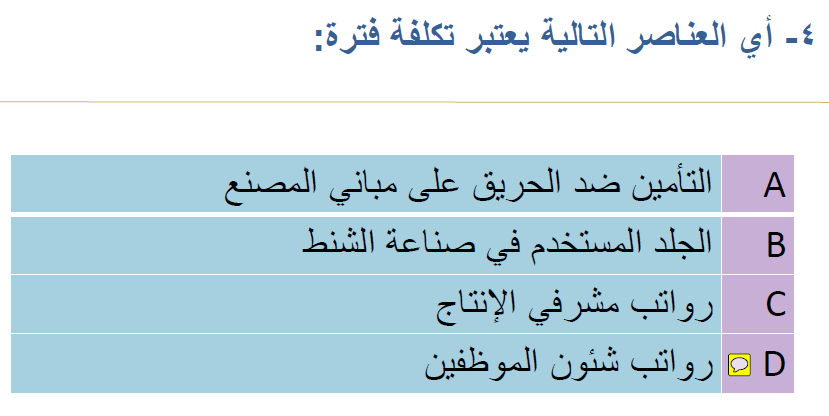 ٤- أي العناصر التالية يعتبر تكلفة فترة:
A التأمين ضد الحريق على مباني المصنع
B الجلد المستخدم في صناعة الشنط
C رواتب مشرفي الإنتاج
D رواتب شئون الموظفين